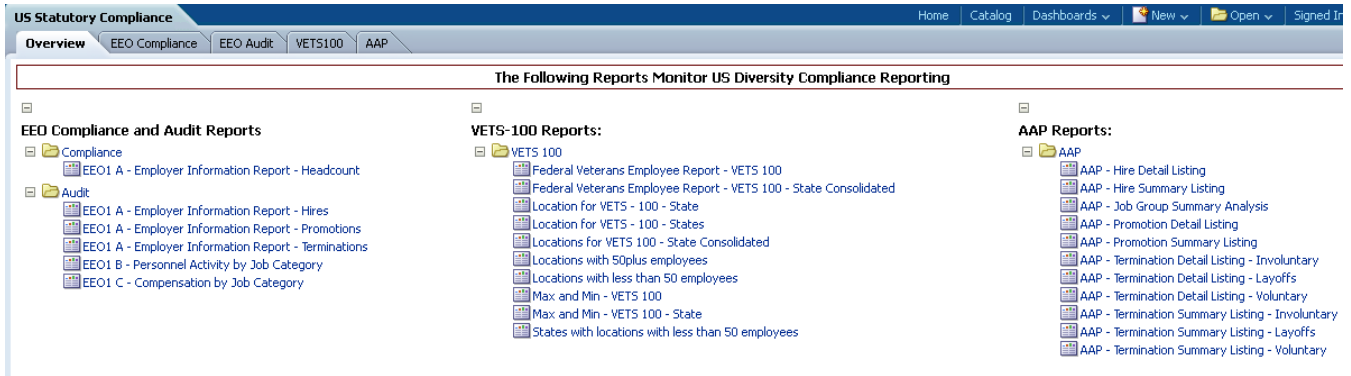 US Statutory Compliance
Home Catalog Dashboards New Open Signed In
Overview EEO Compliance EEO Audit VETS100 AAP
The Following Reports Monitor US Diversity Compliance Reporting
EEO Compliance and Audit Reports
Compliance
EEO1 A - Employer Information Report - Headcount
Audit
EEO1 A - Employer Information Report - Hires
EEO1 A - Employer Information Report - Promotions
EEO1 A - Employer Information Report - Terminations
EEO1 B - Personnel Activity by Job Category
EEO1 C - Compensation by Job Category
VETS-100 Reports:
VETS 100
Federal Veterans Employee Report - VETS 100
Federal Veterans Employee Report - VETS 100 - State Consolidated
Location for VETS - 100 - State
Location for VETS - 100 - States
Locations for VETS 100 - State Consolidated
Locations with 50plus employees
Locations with less than 50 employees
Max and Min - VETS 100
Max and Min - VETS 100 - State
States with locations with less than 50 employees
AAP Reports:
AAP
AAP - Hire Detail Listing
AAP - Hire Summary Listing
AAP - Job Group Summary Analysis
AAP - Promotion Detail Listing
AAP - Promotion Summary Listing
AAP - Termination Detail Listing - Involuntary
AAP - Termination Detail Listing - Layoffs
AAP - Termination Detail Listing - Voluntary
AAP - Termination Summary Listing - Involuntary
AAP - Termination Summary Listing - Layoffs
AAP - Termination Summary Listing - Voluntary